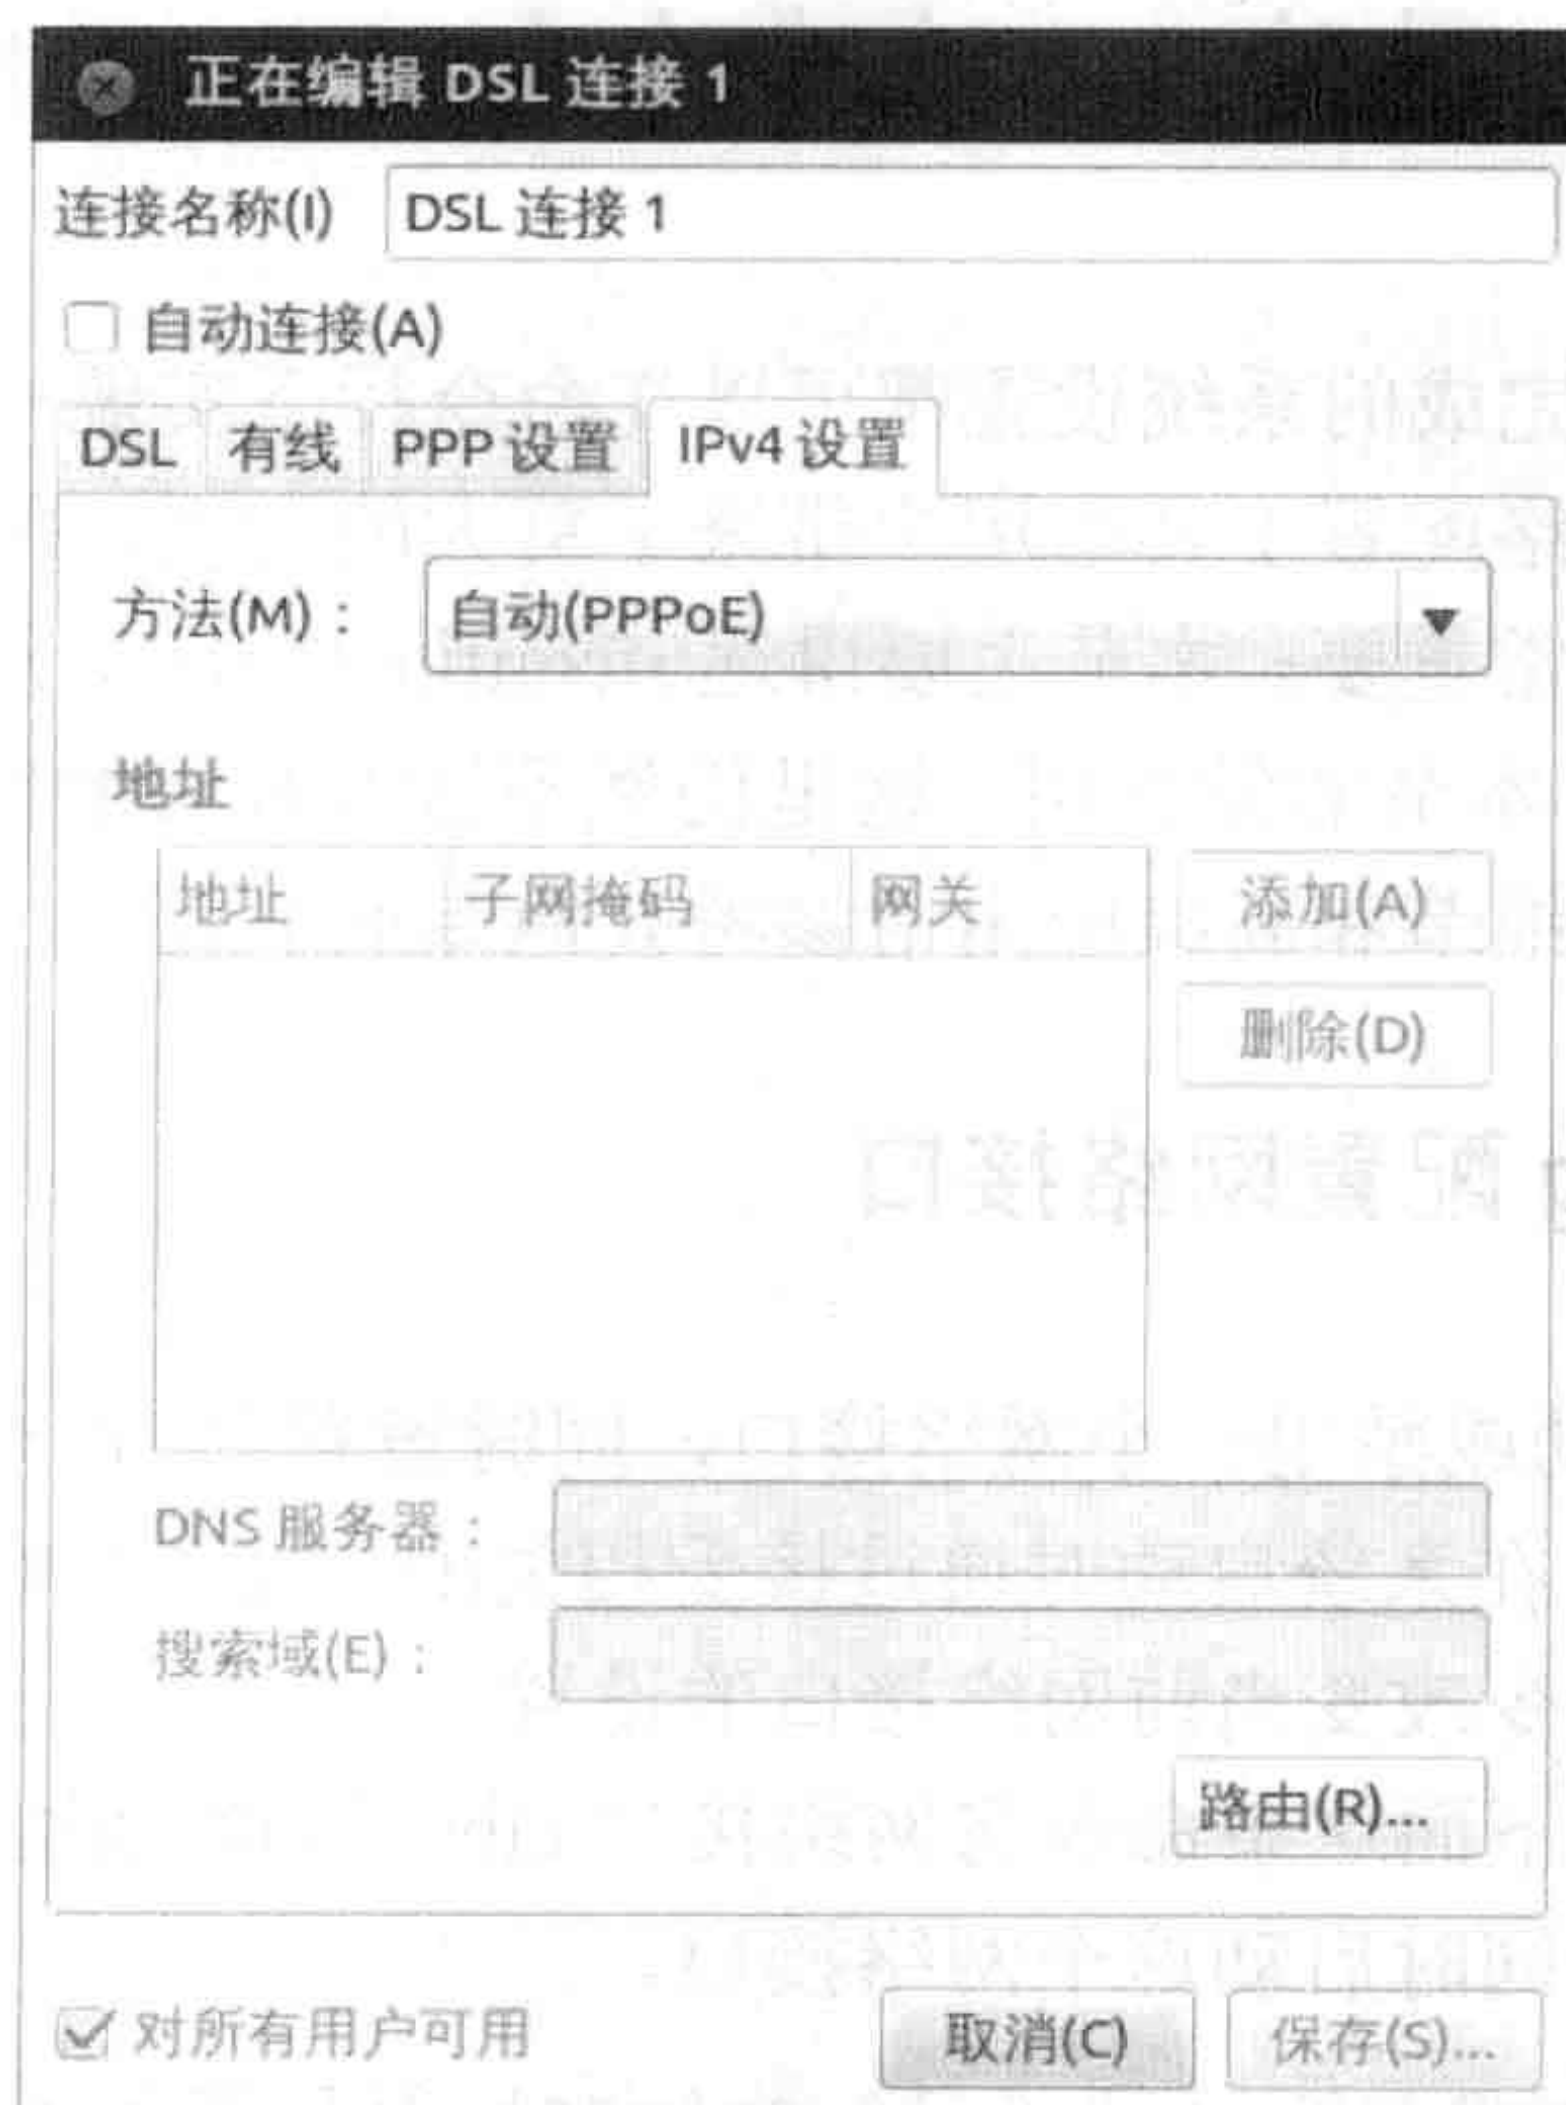 正在编辑 DSL 连接 1
连接名称(I) DSL 连接 1
自动连接(A)
DSL 有线 PPP 设置 IPv4 设置
方法(M)： 自动(PPPoE)
地址
地址 子网掩码 网关 添加(A)
删除(D)
DNS 服务器：
搜索域(E)：
路由(R)...
对所有用户可用 取消(C) 保存(S)...